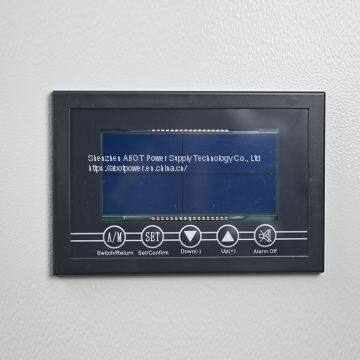 Shenzhen ABOT Power Supply Technology Co., Ltd
https://abotpower.en.china.cn/
A/M SET
Switch/Return Set/Confirm Down(-) Up(+) Alarm Off